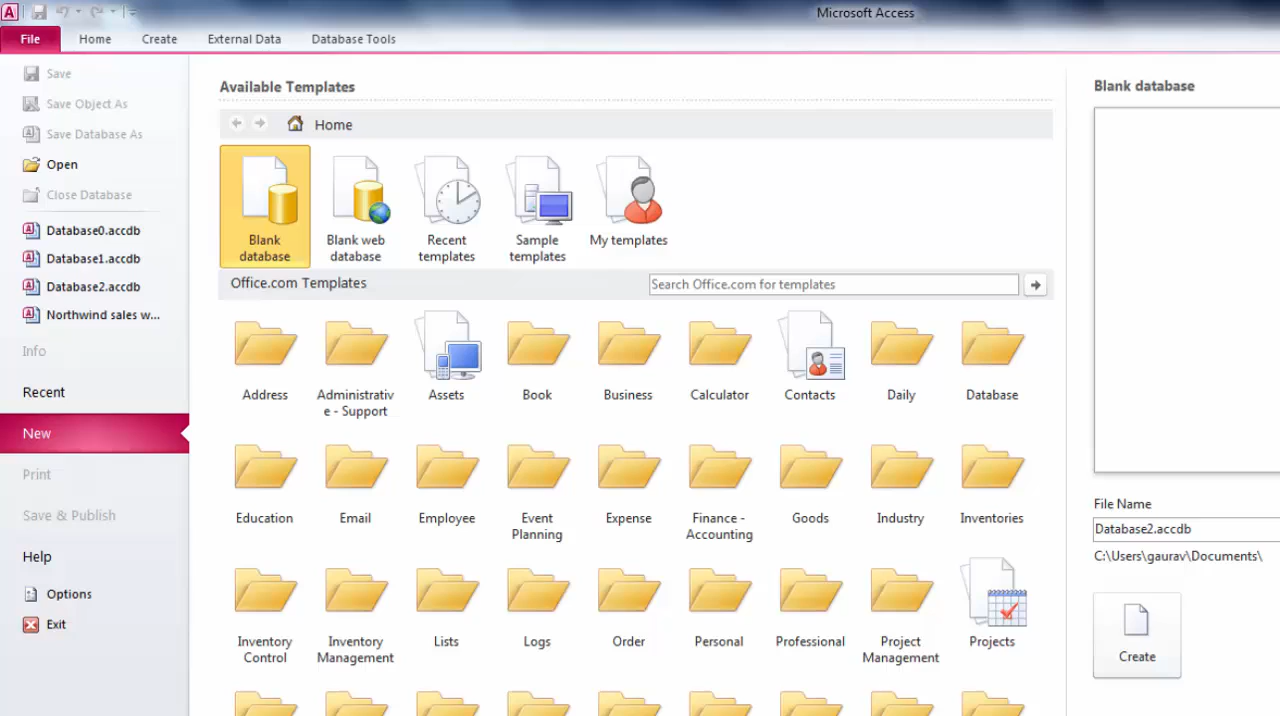 Microsoft Access
File Home Create External Data Database Tools
Save
Save Object As
Save Database As
Open
Close Database
Database0.accdb
Database1.accdb
Database2.accdb
Northwind sales w...
Info
Recent
New
Print
Save & Publish
Help
Options
Exit
Available Templates
Home
Blank
database
Blank web
database
Recent
templates
Sample
templates
My templates
Office.com Templates
Search Office.com for templates
Address
Administrativ
e - Support
Assets
Book
Business
Calculator
Contacts
Daily
Database
Education
Email
Employee
Event
Planning
Expense
Finance -
Accounting
Goods
Industry
Inventories
Inventory
Control
Inventory
Management
Lists
Logs
Order
Personal
Professional
Project
Management
Projects
Blank database
File Name
Database2.accdb
C:\Users\gaurav\Documents\
Create